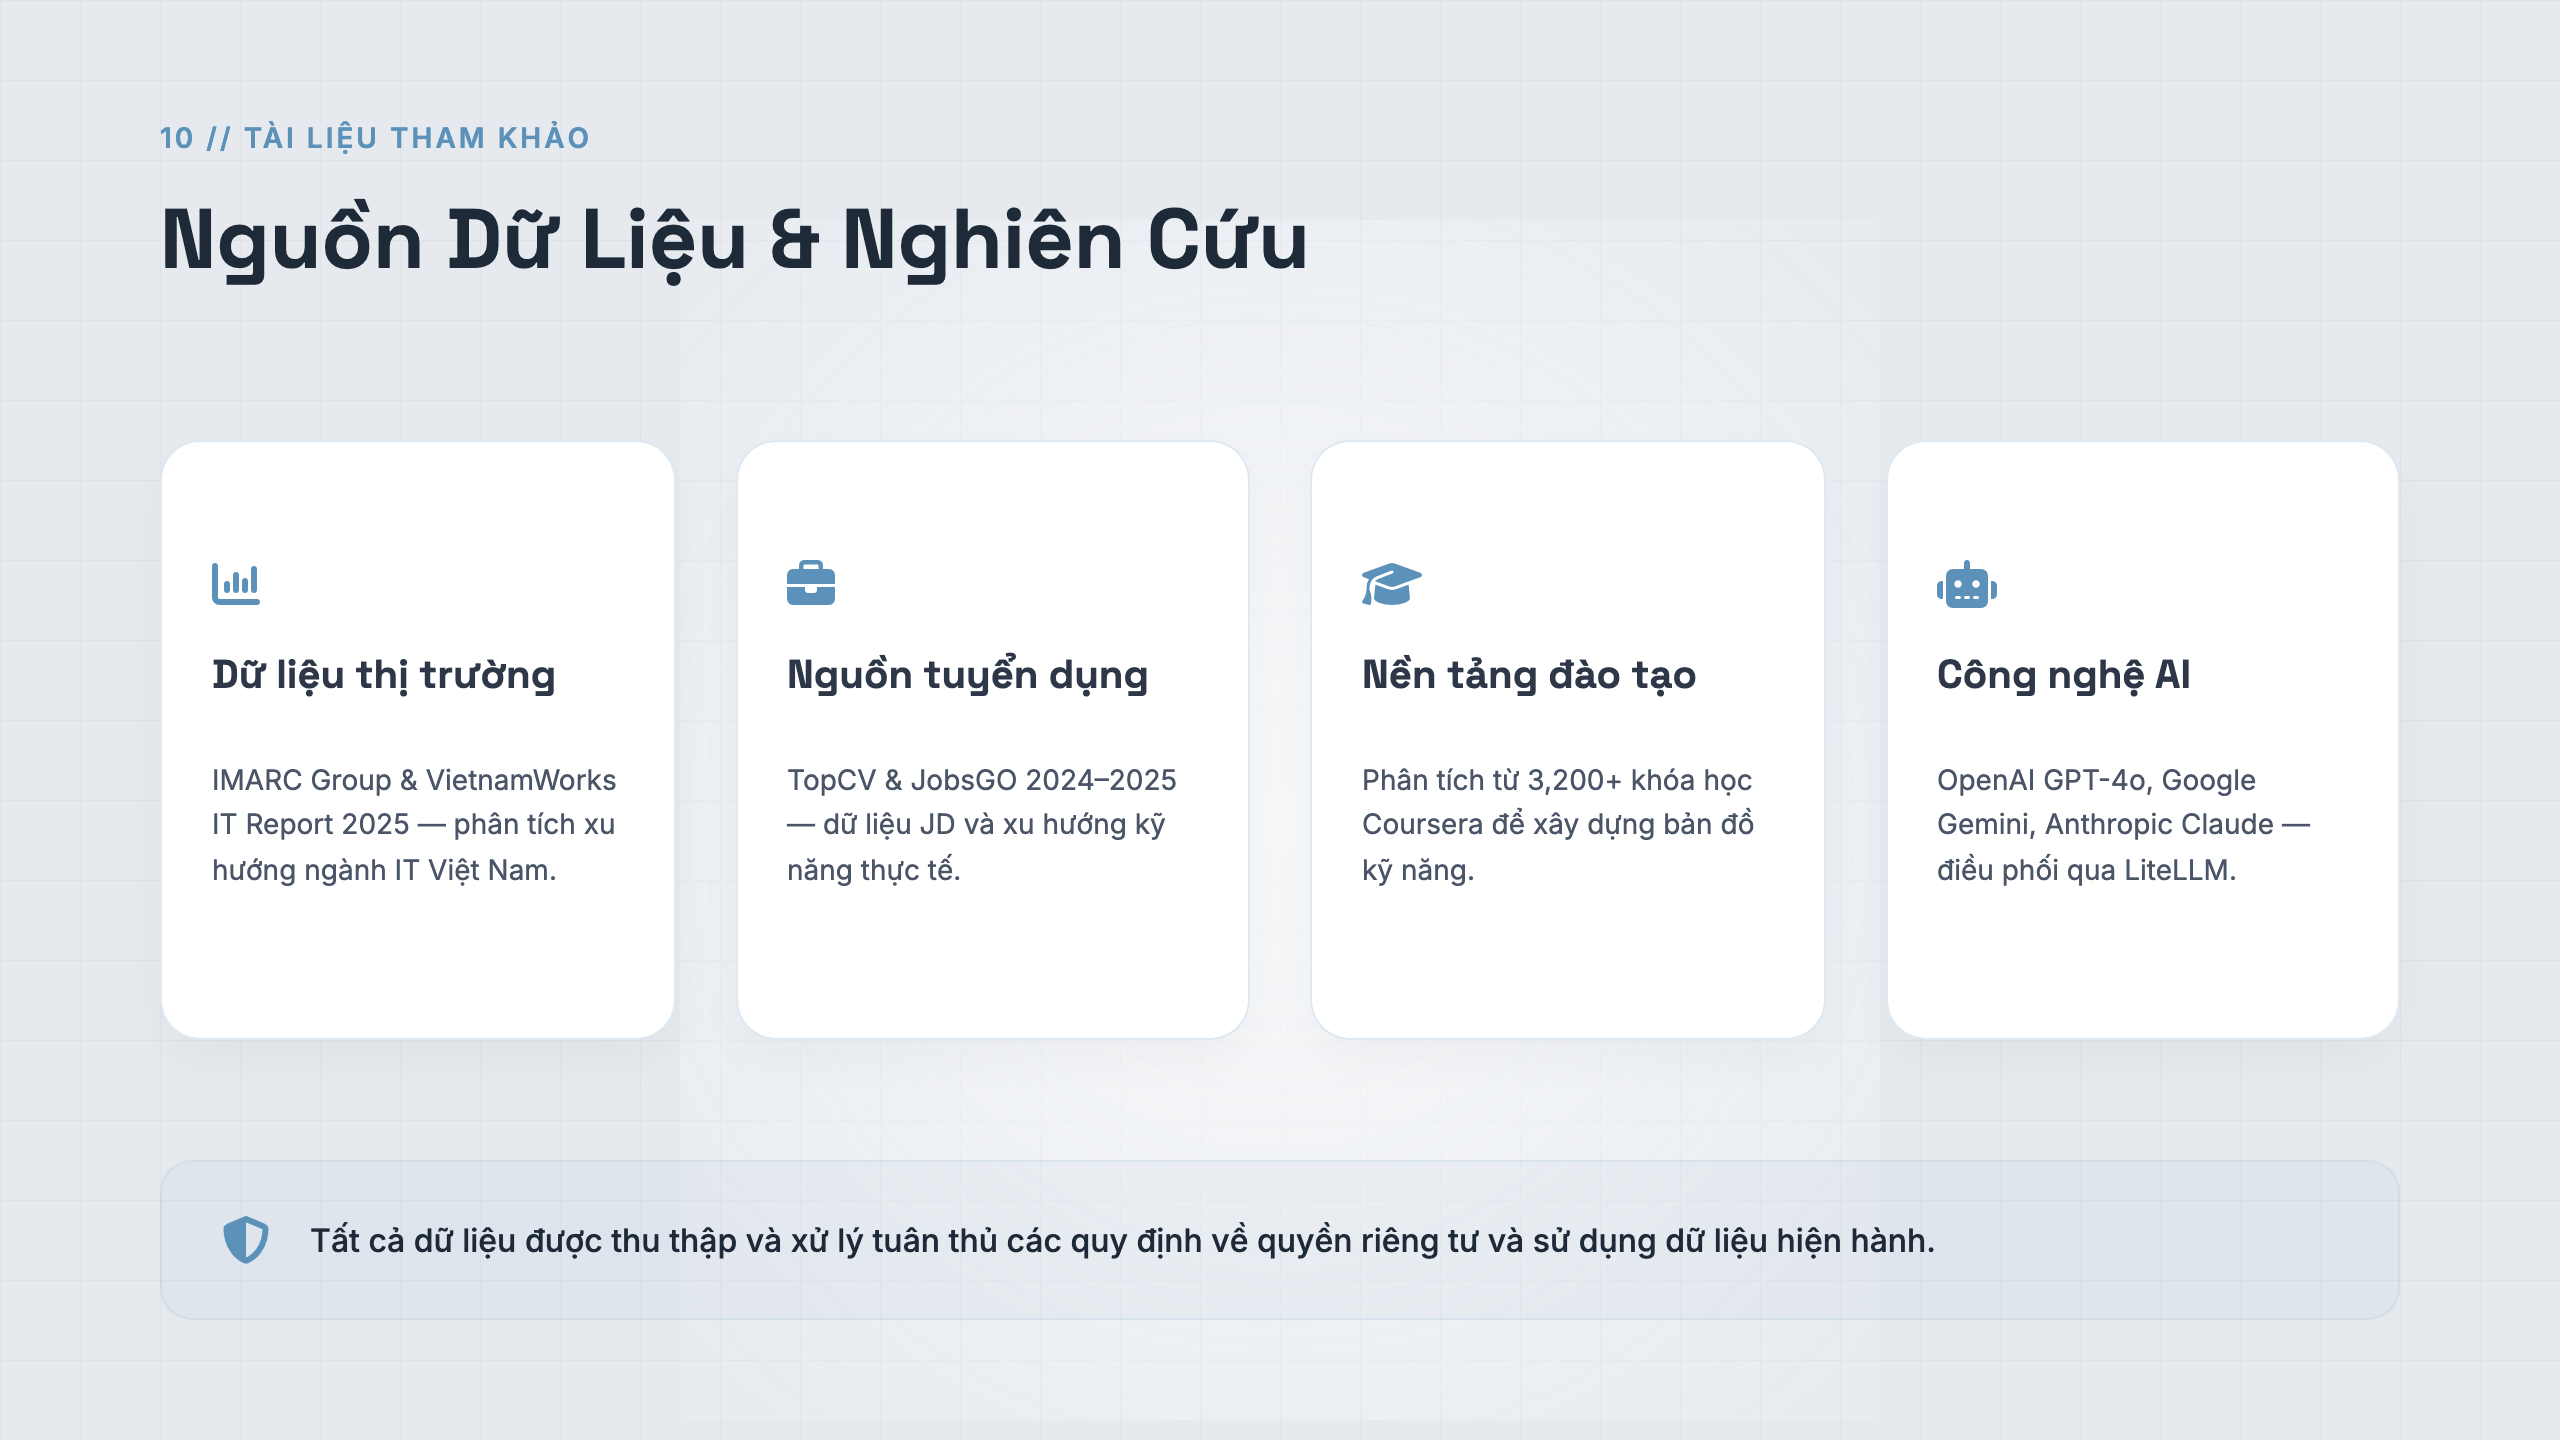 10 // TÀI LIỆU THAM KHẢO
Nguồn Dữ Liệu & Nghiên Cứu
Dữ liệu thị trường
IMARC Group & VietnamWorks
IT Report 2025 — phân tích xu
hướng ngành IT Việt Nam.
Nguồn tuyển dụng
TopCV & JobsGO 2024–2025
— dữ liệu JD và xu hướng kỹ
năng thực tế.
Nền tảng đào tạo
Phân tích từ 3,200+ khóa học
Coursera để xây dựng bản đồ
kỹ năng.
Công nghệ AI
OpenAI GPT-4o, Google
Gemini, Anthropic Claude —
điều phối qua LiteLLM.
Tất cả dữ liệu được thu thập và xử lý tuân thủ các quy định về quyền riêng tư và sử dụng dữ liệu hiện hành.